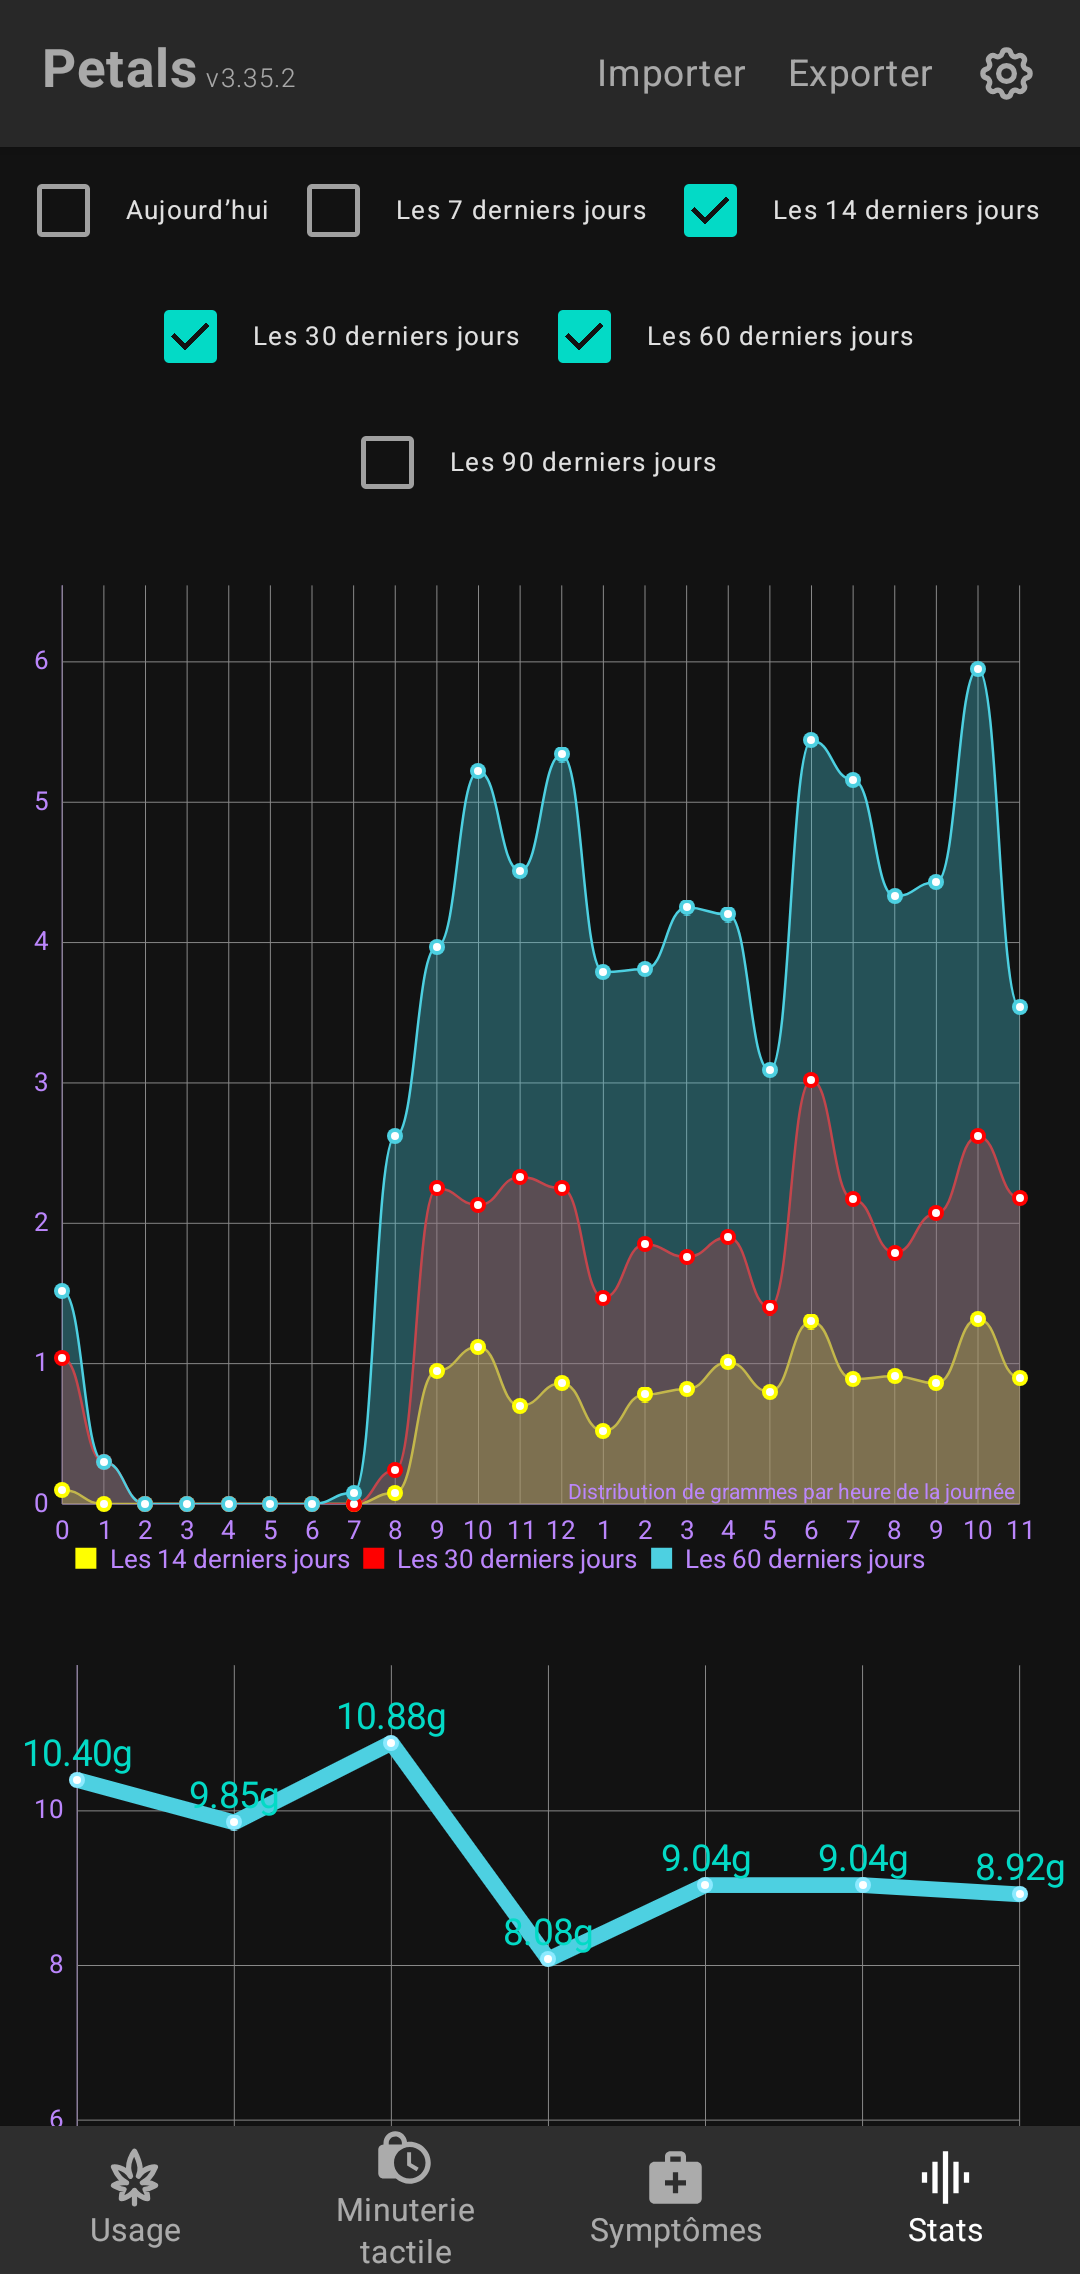 Petals v3.35.2 Importer Exporter
Aujourd’hui Les 7 derniers jours Les 14 derniers jours
Les 30 derniers jours Les 60 derniers jours
Les 90 derniers jours
6
5
4
3
2
1
0
Distribution de grammes par heure de la journée
0 1 2 3 4 5 6 7 8 9 10 11 12 1 2 3 4 5 6 7 8 9 10 11
Les 14 derniers jours Les 30 derniers jours Les 60 derniers jours
10.88g
10.40g
9.85g
10
9.04g 9.04g 8.92g
8.08g
8
6
Usage
Minuterie
tactile
Symptômes
Stats